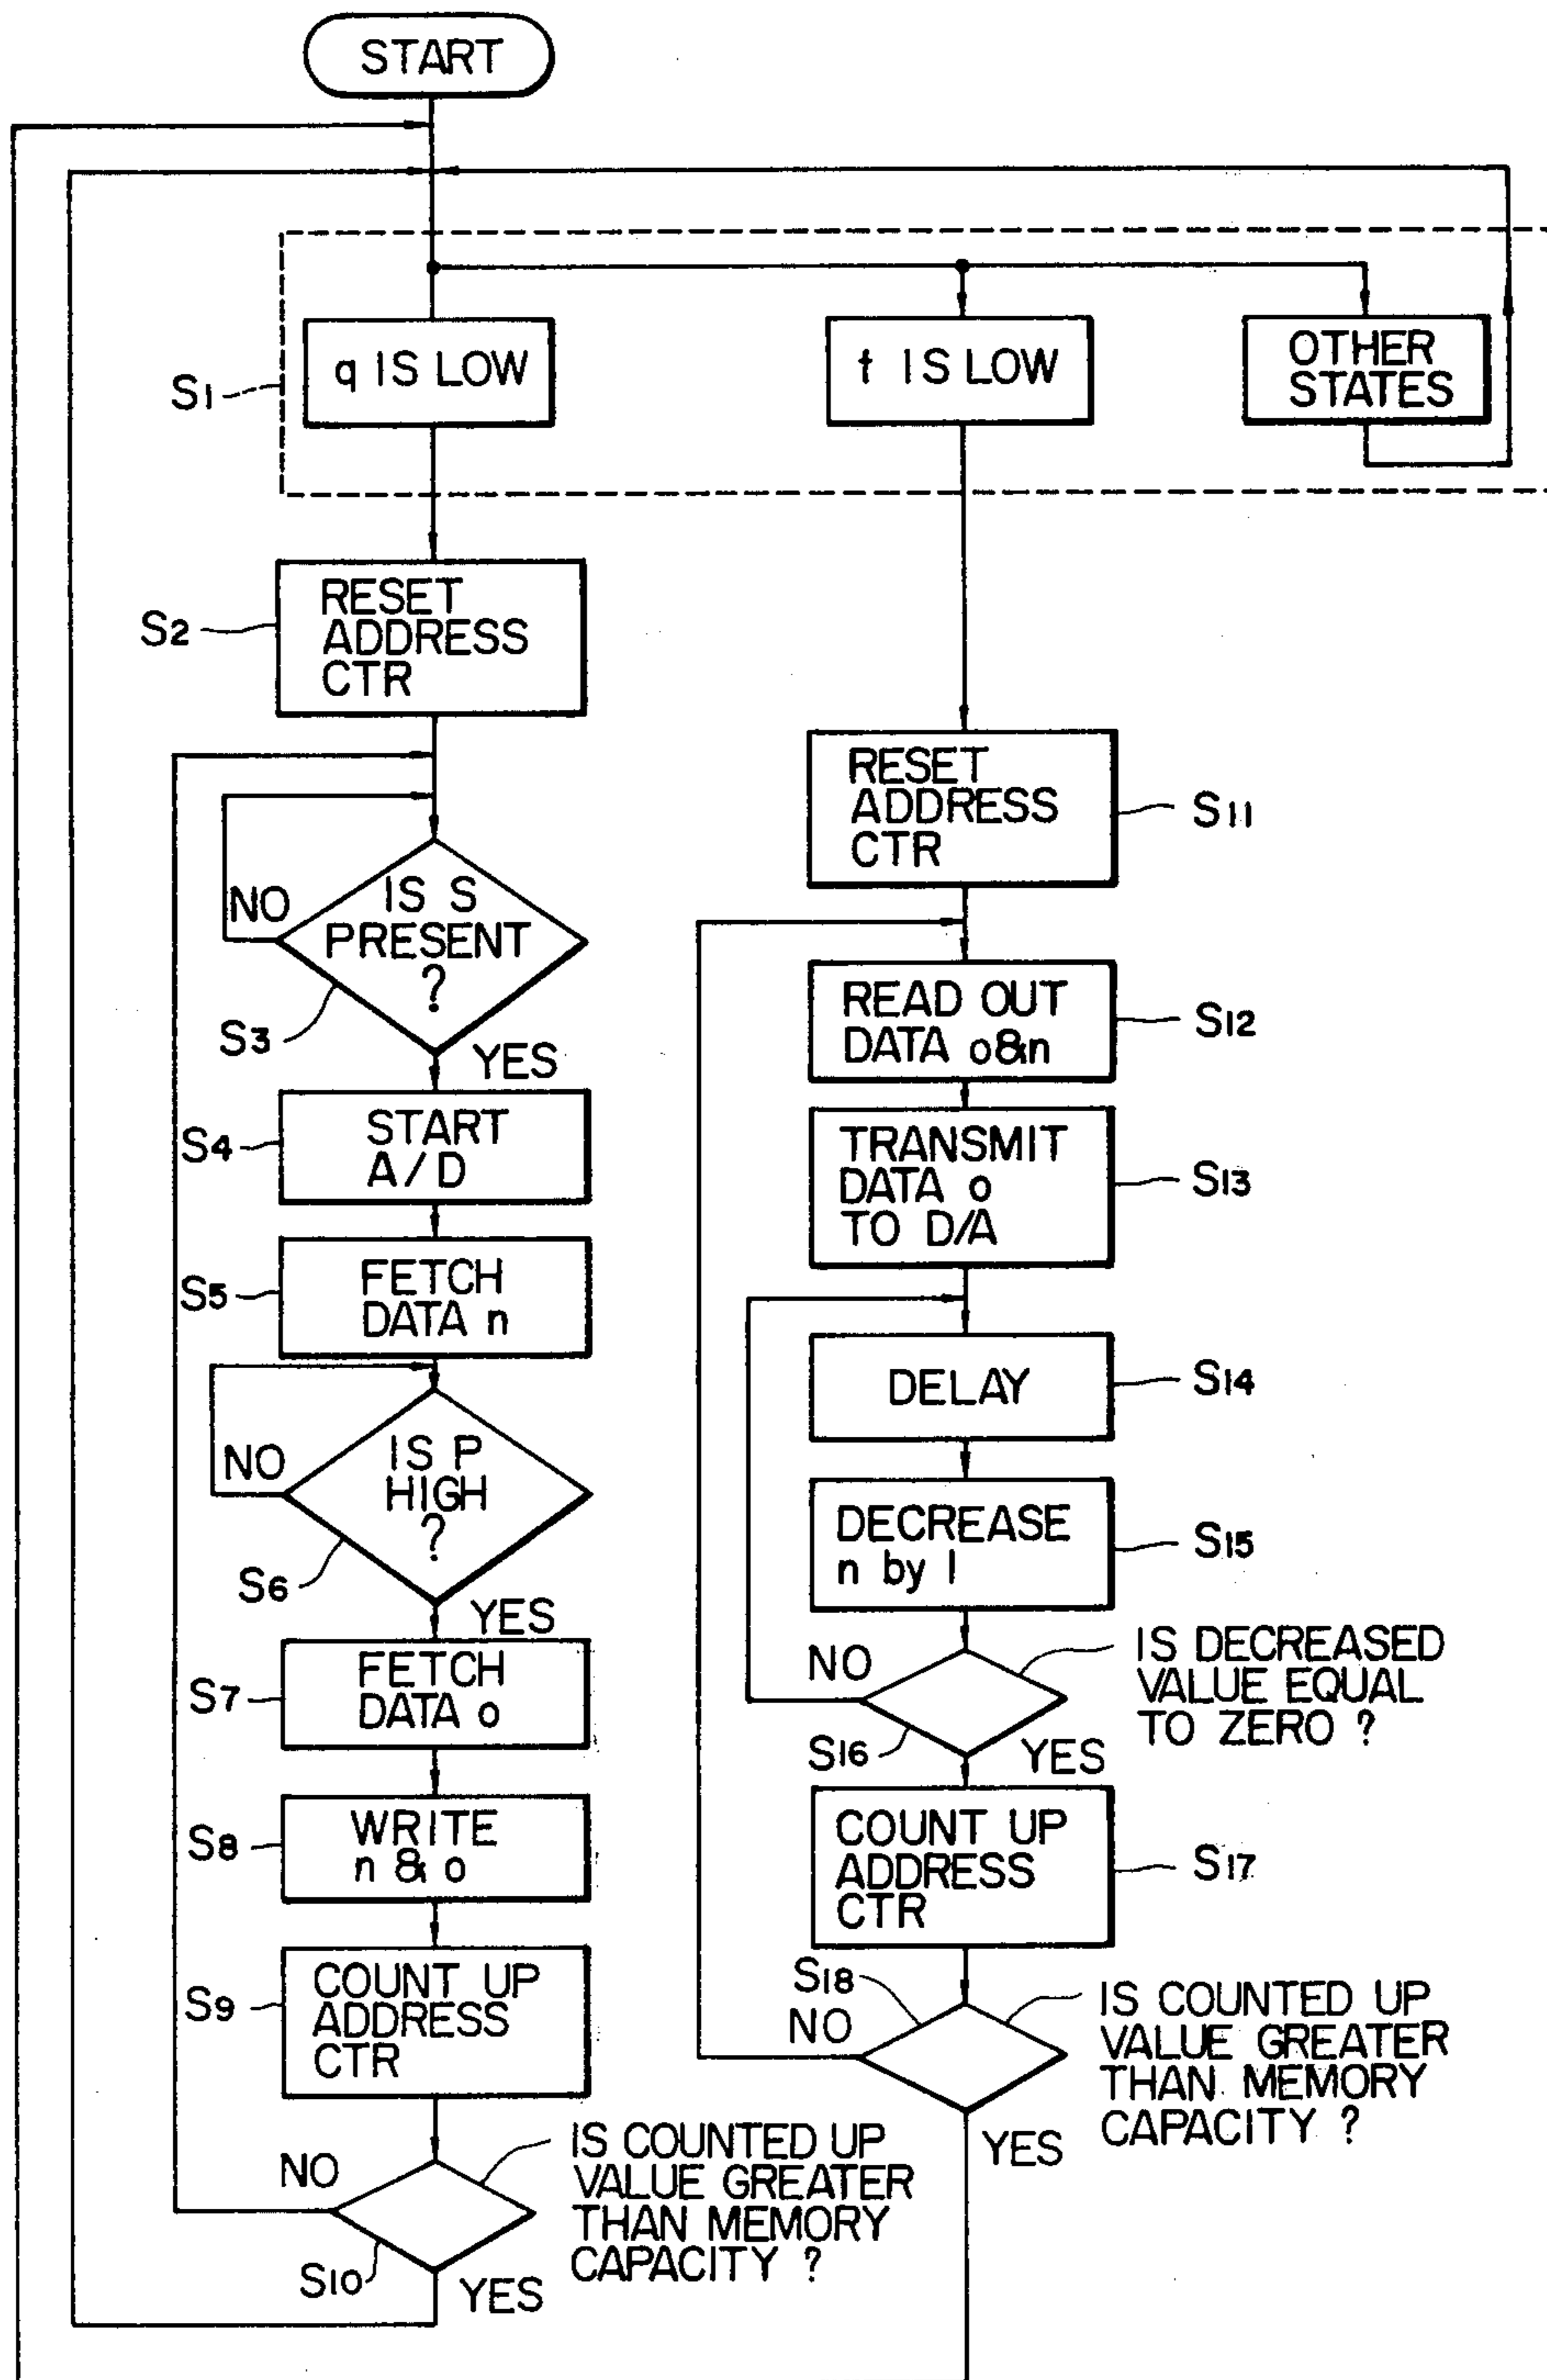 START
q IS LOW
t IS LOW
OTHER
STATES
S1
RESET
ADDRESS
CTR
S2
IS S
PRESENT
?
NO
S3
YES
START
A/D
S4
FETCH
DATA n
S5
IS P
HIGH
?
NO
S6
YES
FETCH
DATA o
S7
WRITE
n & o
S8
COUNT UP
ADDRESS
CTR
S9
NO
IS COUNTED UP
VALUE GREATER
THAN MEMORY
CAPACITY ?
S10
YES
RESET
ADDRESS
CTR
S11
READ OUT
DATA o&n
S12
TRANSMIT
DATA o
TO D/A
S13
DELAY
S14
DECREASE
n by 1
S15
NO
IS DECREASED
VALUE EQUAL
TO ZERO ?
S16
YES
COUNT UP
ADDRESS
CTR
S17
S18
NO
IS COUNTED UP
VALUE GREATER
THAN MEMORY
CAPACITY ?
YES